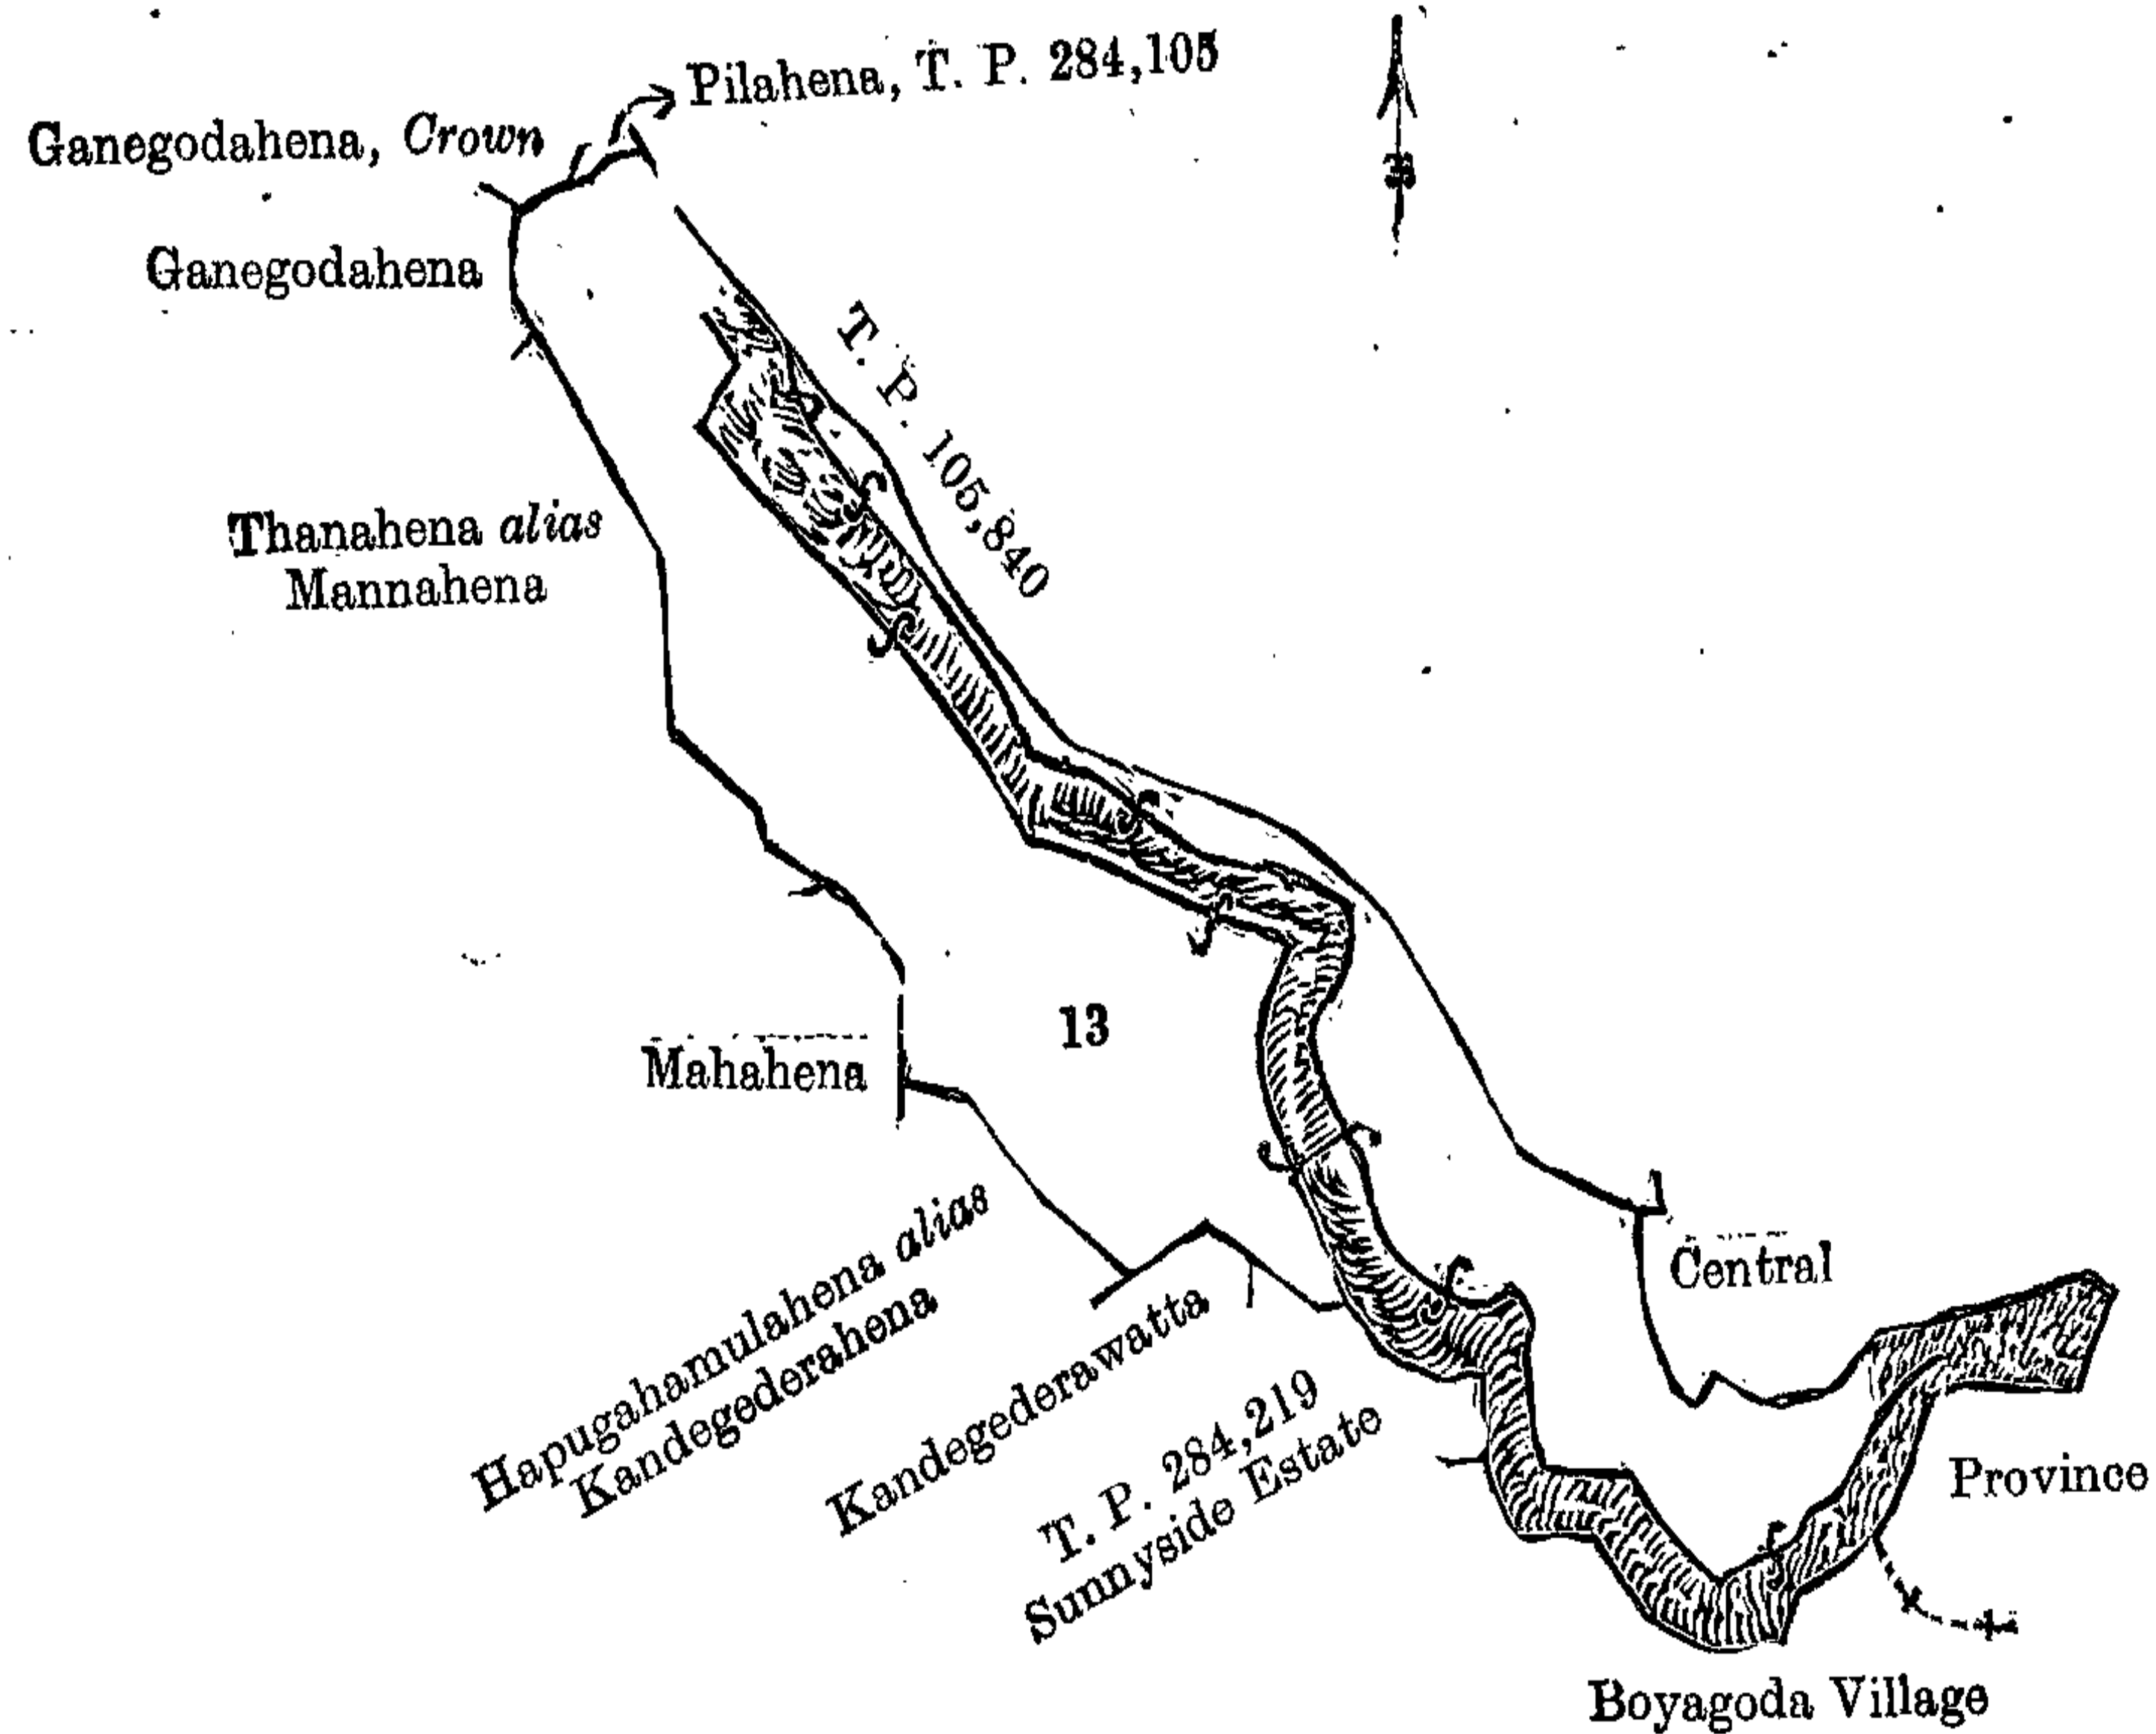 Pilahena, T. P. 284,105
Ganegodahena, Crown
Ganegodahena
T. P. 105,840
Thanahena alias
Mannahena
13
Mahahena
Central
Hapugahamulahena alias
Kandegederahena
Kandegederawatta
T. P. 284,219
Sunnyside Estate
Province
Boyagoda Village